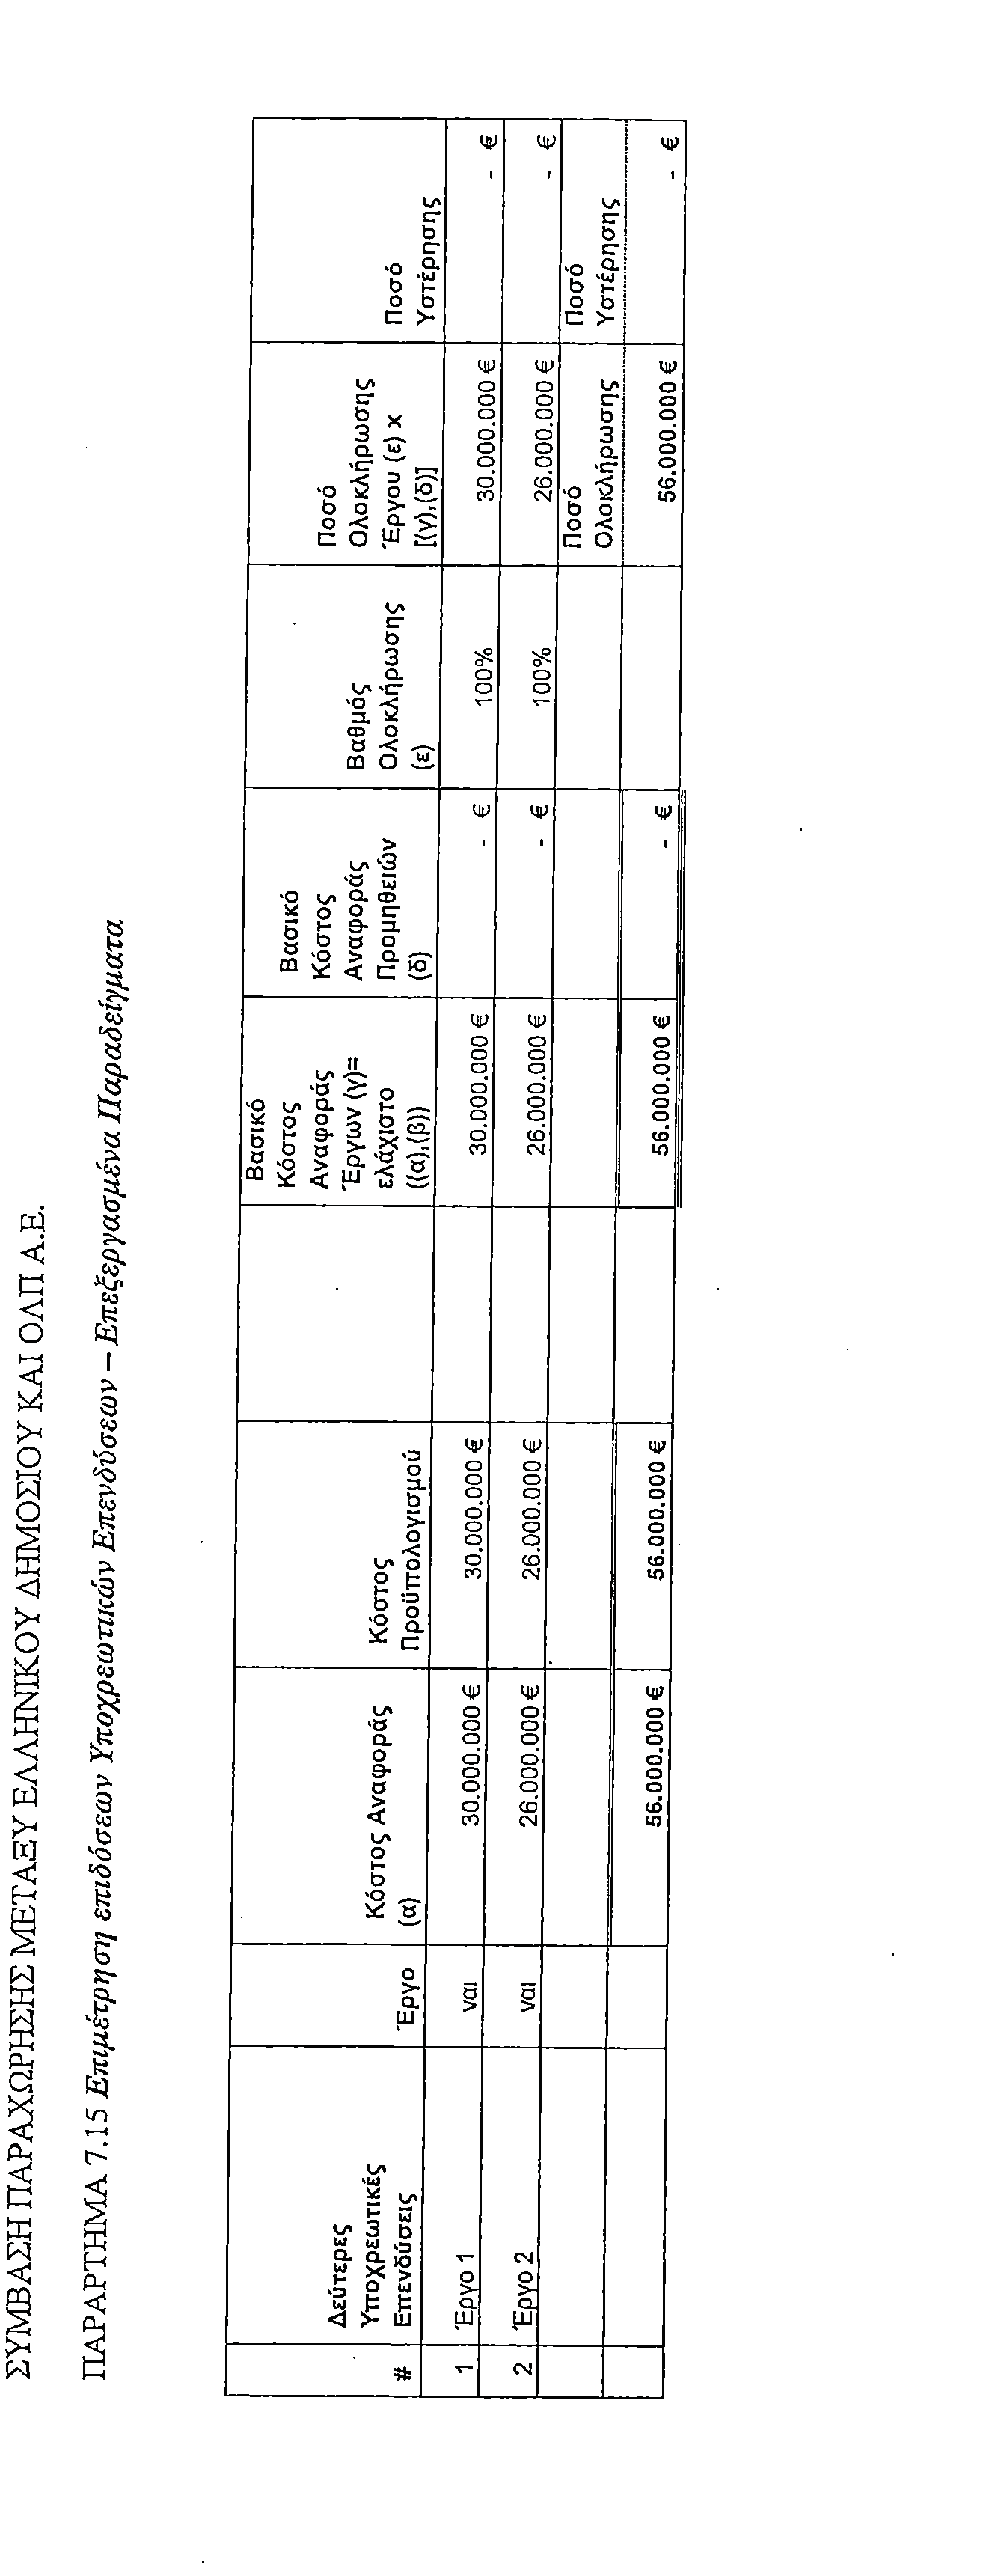 ΣΥΜΒΑΣΗ ΠΑΡΑΧΩΡΗΣΗΣ ΜΕΤΑΞΥ ΕΛΛΗΝΙΚΟΥ ΔΗΜΟΣΙΟΥ ΚΑΙ ΟΛΠ Α.Ε.
ΠΑΡΑΡΤΗΜΑ 7.15 Επιμέτρηση επιδόσεων Υποχρεωτικών Επενδύσεων – Επεξεργασμένα Παραδείγματα
#
Δεύτερες
Υποχρεωτικές
Επενδύσεις
Έργο
Κόστος Αναφοράς
(α)
Κόστος
Προϋπολογισμού
Βασικό
Κόστος
Αναφοράς
Έργων (γ)=
ελάχιστο
((α),(β))
Βασικό
Κόστος
Αναφοράς
Προμηθειών
(δ)
Βαθμός
Ολοκλήρωσης
(ε)
Ποσό
Ολοκλήρωσης
Έργου (ε) x
[(γ),(δ)]
Ποσό
Υστέρησης
1 Έργο 1 ναι 30.000.000 € 30.000.000 € 30.000.000 € - € 100% 30.000.000 € - €
2 Έργο 2 ναι 26.000.000 € 26.000.000 € 26.000.000 € - € 100% 26.000.000 € - €
Ποσό
Ολοκλήρωσης
Ποσό
Υστέρησης
56.000.000 € 56.000.000 € 56.000.000 € - € 56.000.000 € - €